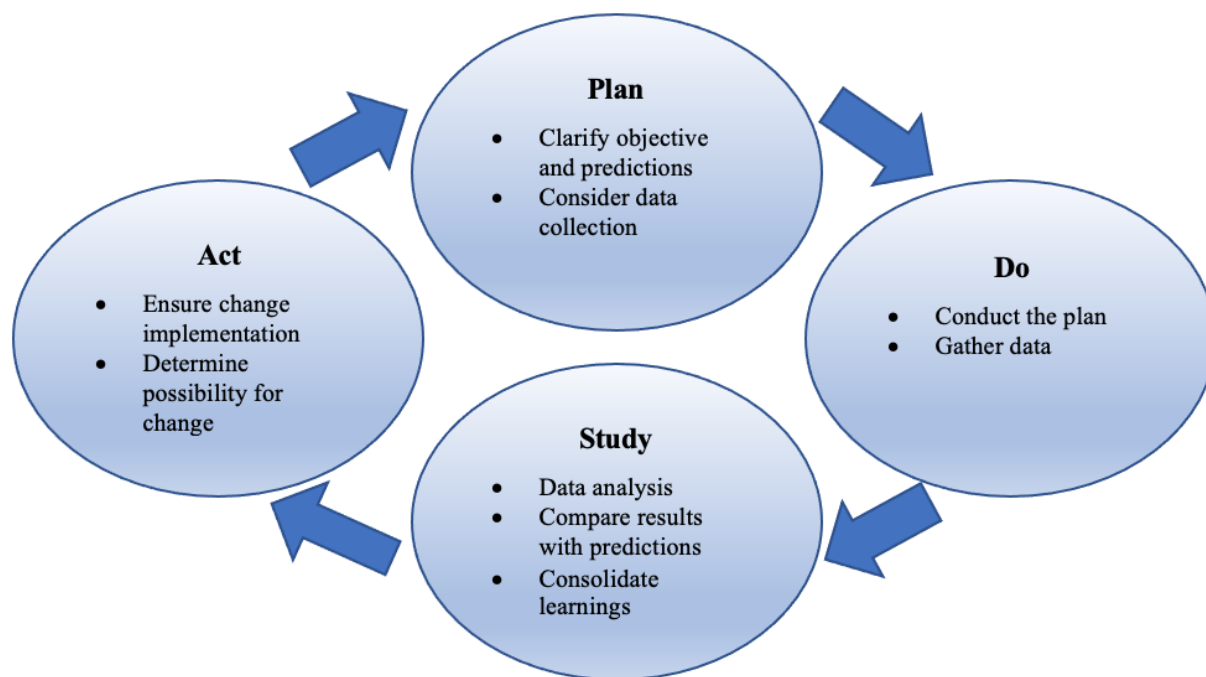 Plan
• Clarify objective
and predictions
• Consider data
collection
Do
• Conduct the plan
• Gather data
Study
• Data analysis
• Compare results
with predictions
• Consolidate
learnings
Act
• Ensure change
implementation
• Determine
possibility for
change